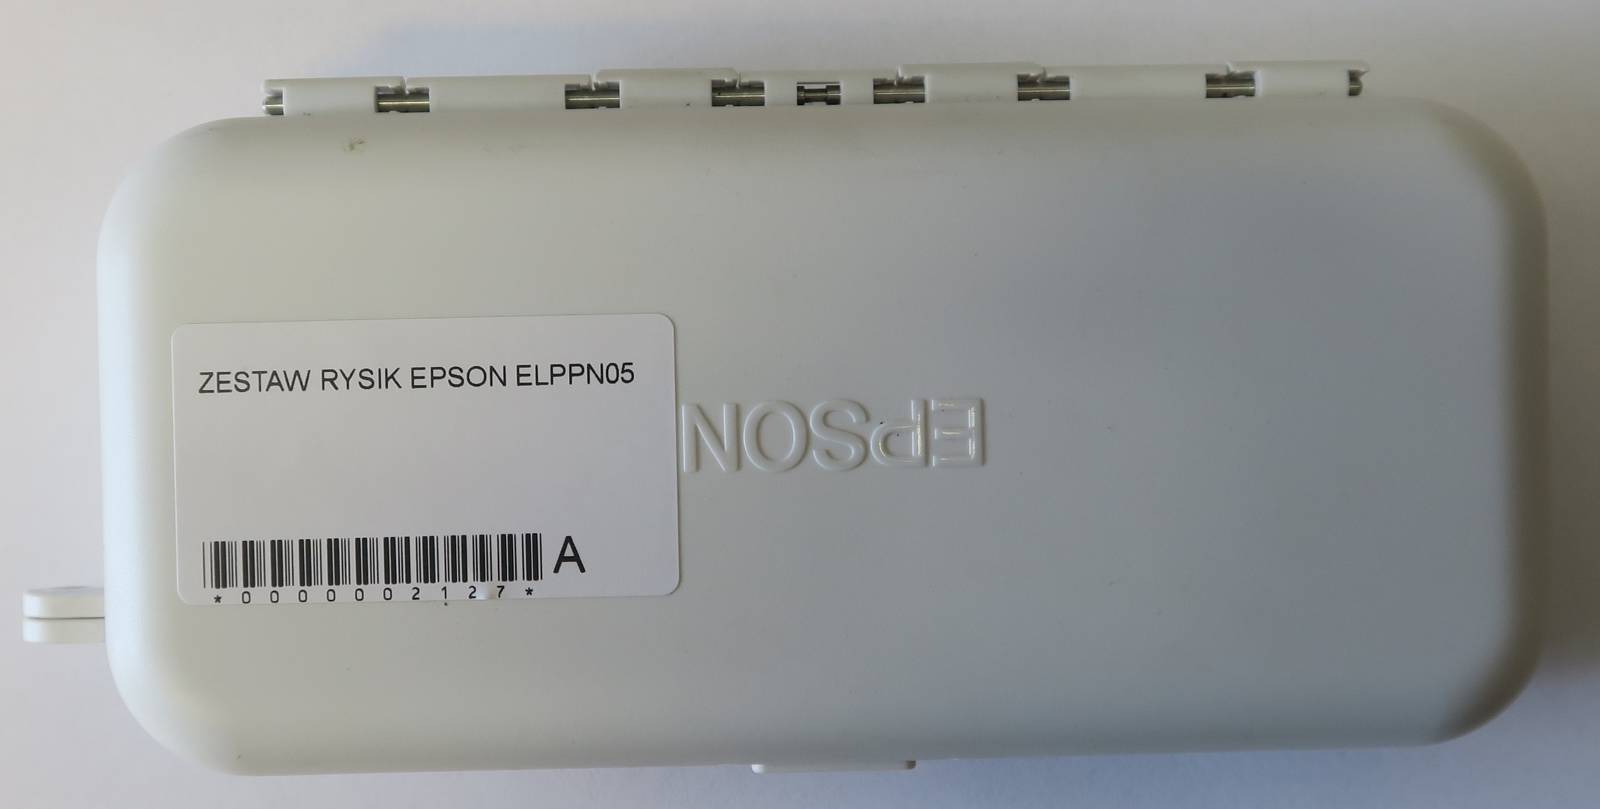 ZESTAW RYSIK EPSON ELPPN05
EPSON
A
*0000002127*